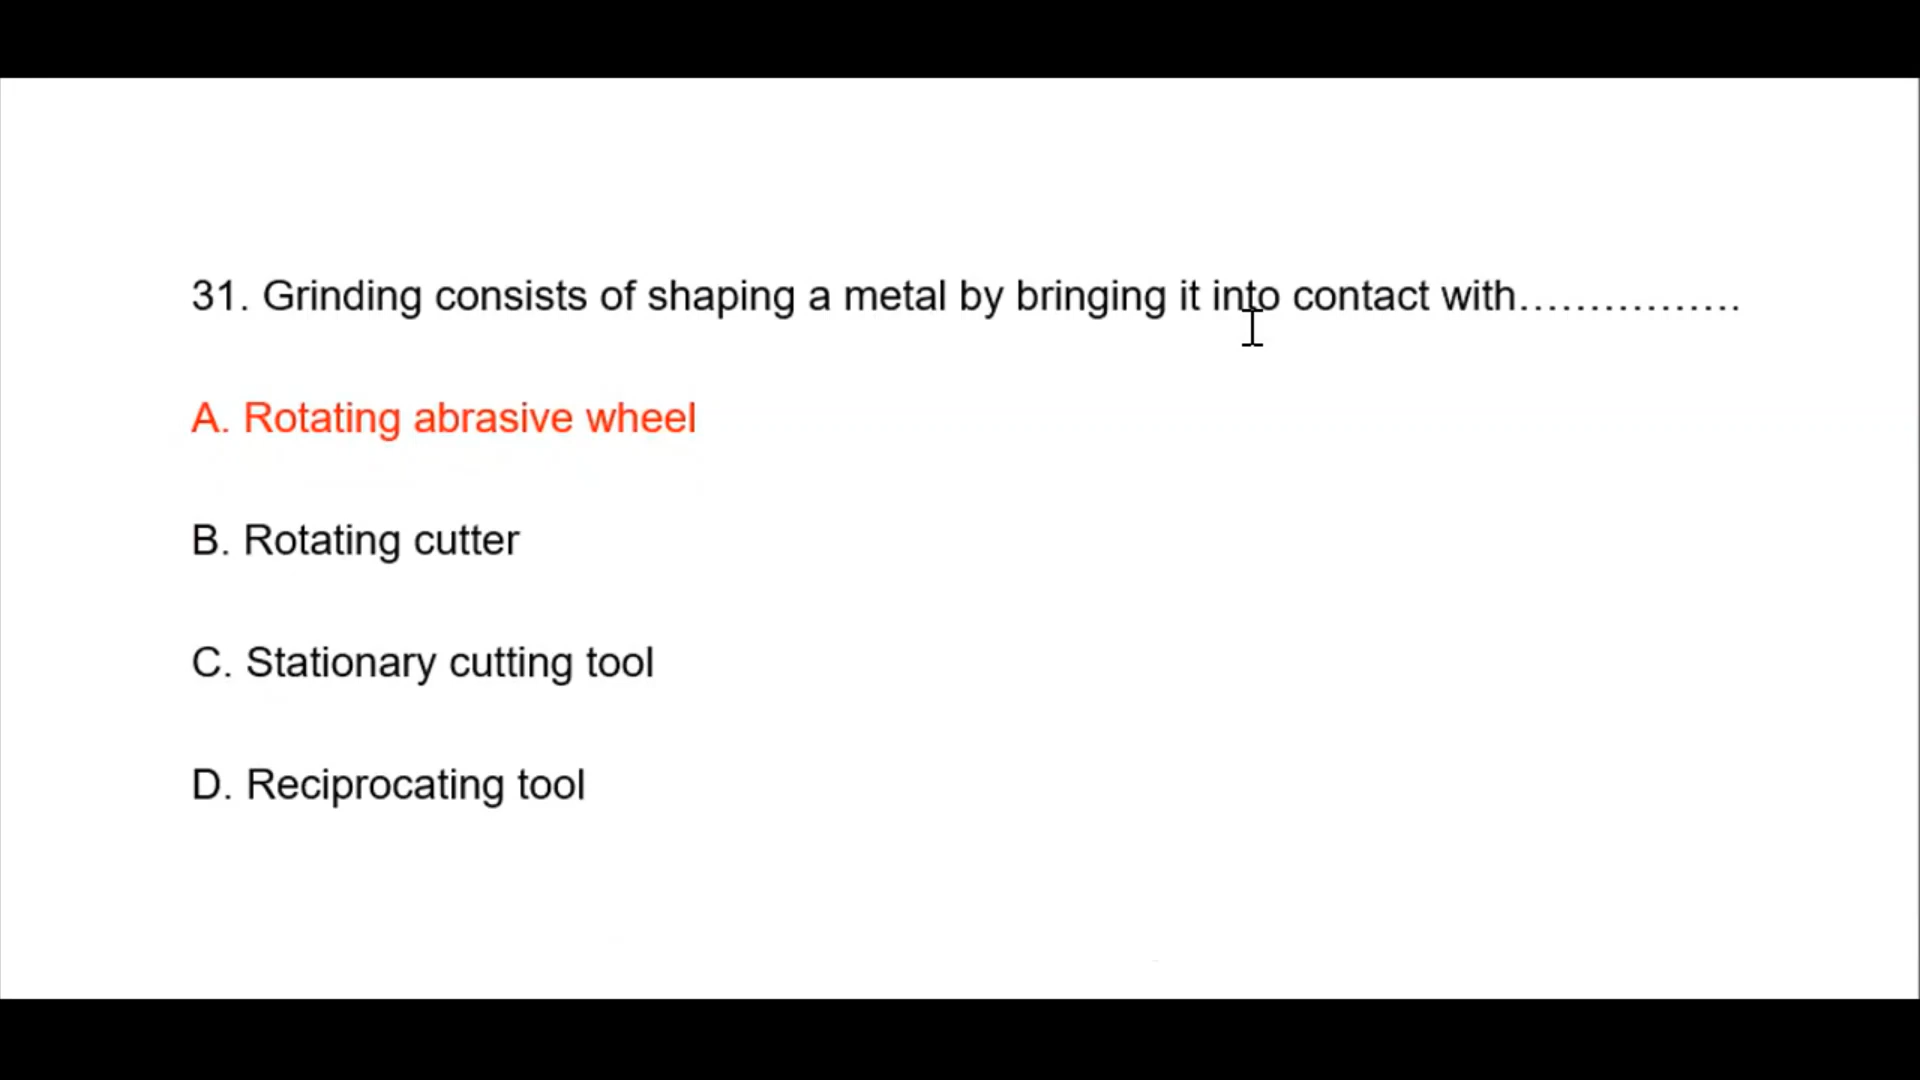 31. Grinding consists of shaping a metal by bringing it into contact with................
A. Rotating abrasive wheel
B. Rotating cutter
C. Stationary cutting tool
D. Reciprocating tool